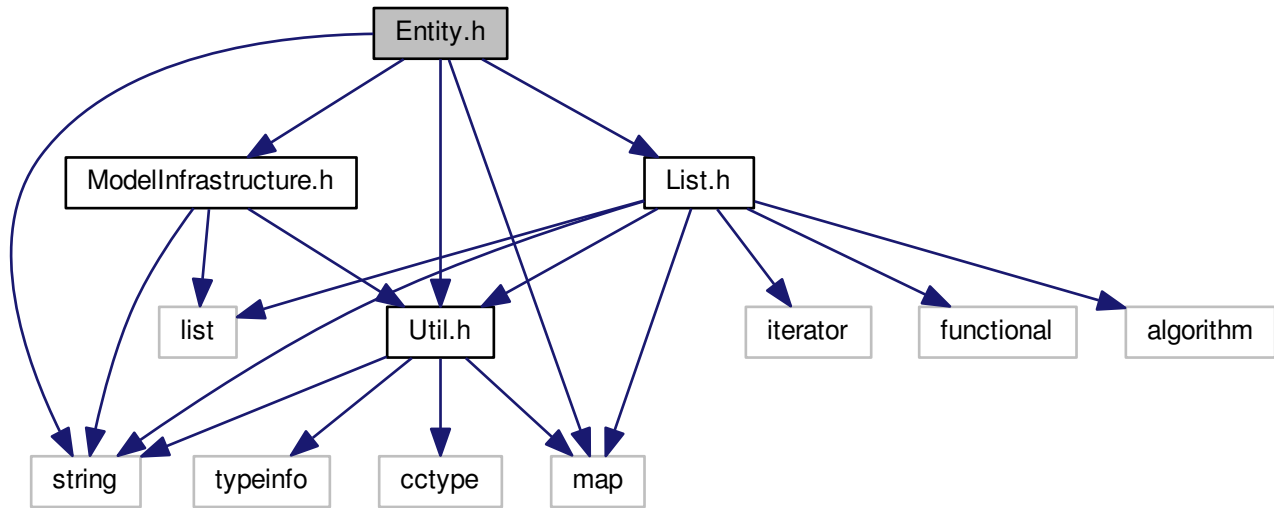 Entity.h
ModelInfrastructure.h
List.h
list
Util.h
iterator
functional
algorithm
string
typeinfo
cctype
map